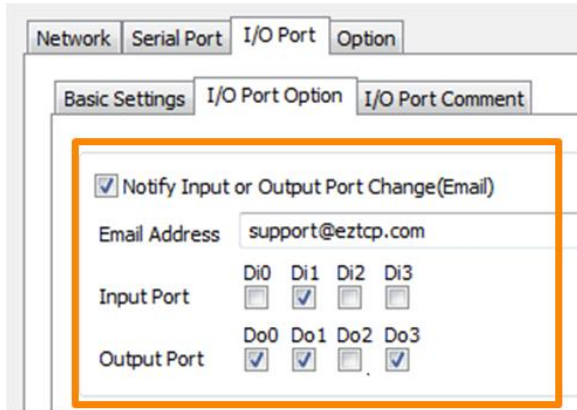 Network Serial Port I/O Port Option
Basic Settings I/O Port Option I/O Port Comment
Notify Input or Output Port Change(Email)
Email Address support@eztcp.com
Di0 Di1 Di2 Di3
Input Port
Do0 Do1 Do2 Do3
Output Port